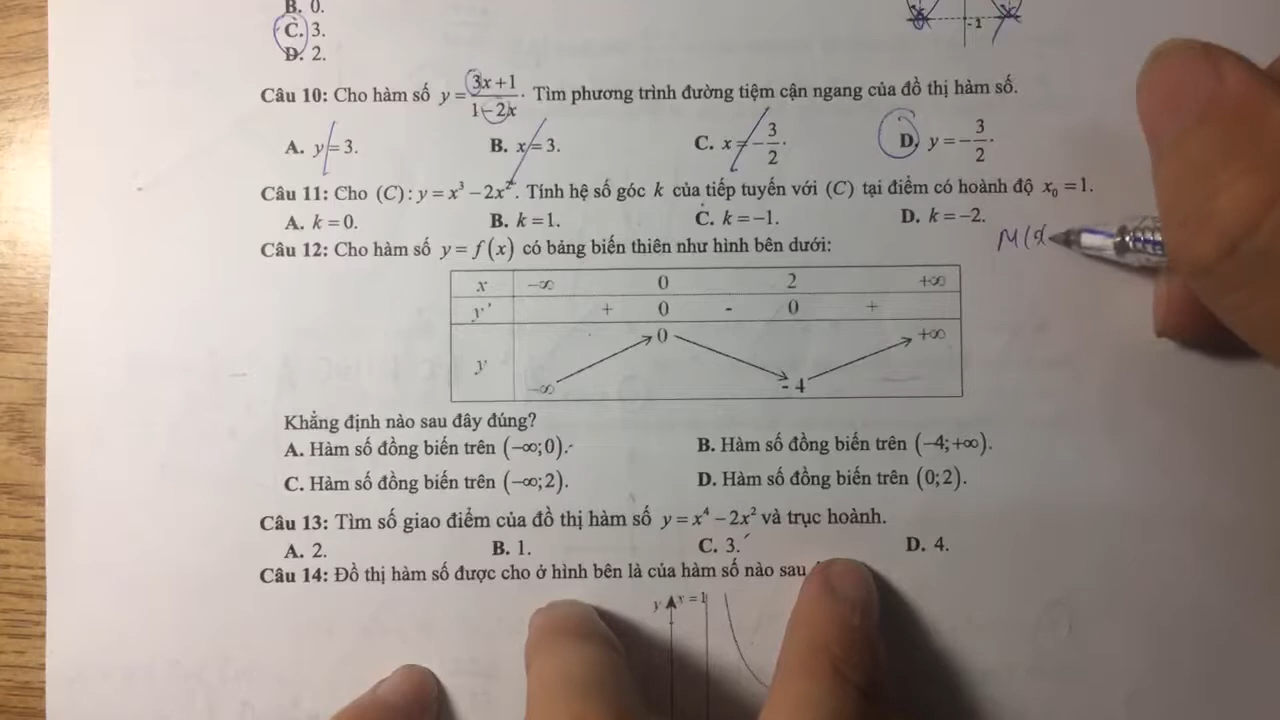 B. 0.
C. 3.
D. 2.
-1
Câu 10: Cho hàm số y = \frac{3x+1}{1-2x}. Tìm phương trình đường tiệm cận ngang của đồ thị hàm số.
A. y = 3. B. x = 3. C. x = -\frac{3}{2}. D. y = -\frac{3}{2}.
Câu 11: Cho (C): y = x³ - 2x². Tính hệ số góc k của tiếp tuyến với (C) tại điểm có hoành độ x₀ = 1.
A. k = 0. B. k = 1. C. k = -1. D. k = -2.
M(x
Câu 12: Cho hàm số y = f(x) có bảng biến thiên như hình bên dưới:
x -∞ 0 2 +∞
y' + 0 - 0 +
y -∞ 0 - 4 +∞
Khẳng định nào sau đây đúng?
A. Hàm số đồng biến trên (-∞;0). B. Hàm số đồng biến trên (-4;+∞).
C. Hàm số đồng biến trên (-∞;2). D. Hàm số đồng biến trên (0;2).
Câu 13: Tìm số giao điểm của đồ thị hàm số y = x⁴ - 2x² và trục hoành.
A. 2. B. 1. C. 3. D. 4.
Câu 14: Đồ thị hàm số được cho ở hình bên là của hàm số nào sau
y x = 1